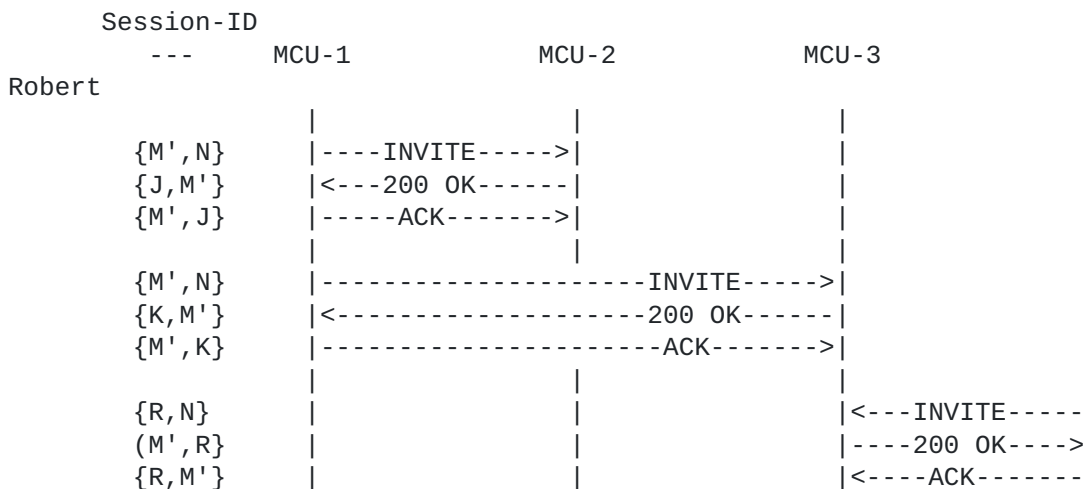 Session-ID
---     MCU-1            MCU-2            MCU-3
Robert
|                |                |
{M',N}     |----INVITE----->|                |
{J,M'}     |<---200 OK------|                |
{M',J}     |-----ACK------->|                |
|                |                |
{M',N}     |---------------------INVITE----->|
{K,M'}     |<--------------------200 OK------|
{M',K}     |----------------------ACK------->|
|                |                |
{R,N}      |                |                |<---INVITE-----
(M',R}     |                |                |----200 OK---->
{R,M'}     |                |                |<----ACK-------